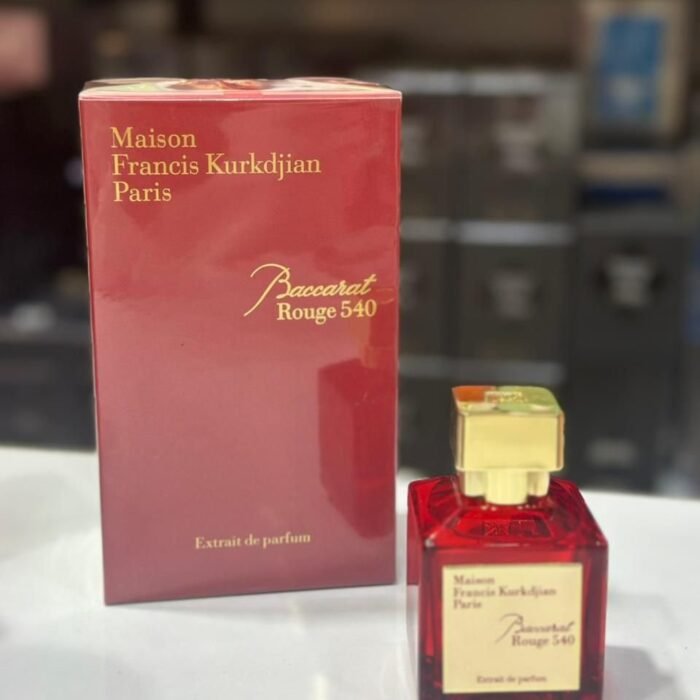 Maison
Francis Kurkdjian
Paris
Baccarat
Rouge 540
Extrait de parfum
Maison
Francis Kurkdjian
Paris
Baccarat
Rouge 540
Extrait de parfum